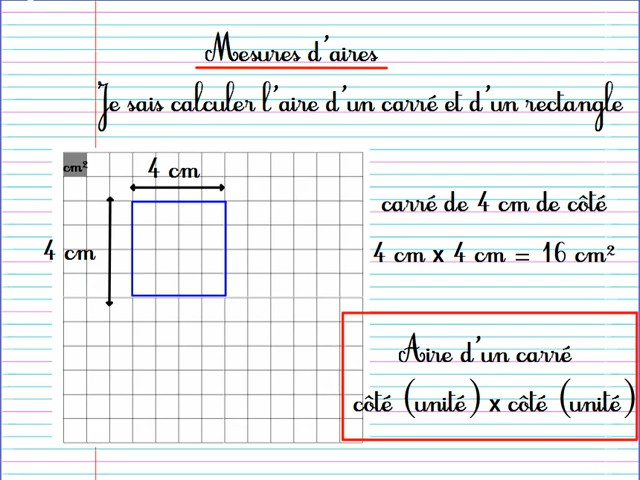 Mesures d'aires
Je sais calculer l'aire d'un carré et d'un rectangle
cm²
4 cm
4 cm
carré de 4 cm de côté
4 cm x 4 cm = 16 cm²
Aire d'un carré
côté (unité) x côté (unité)